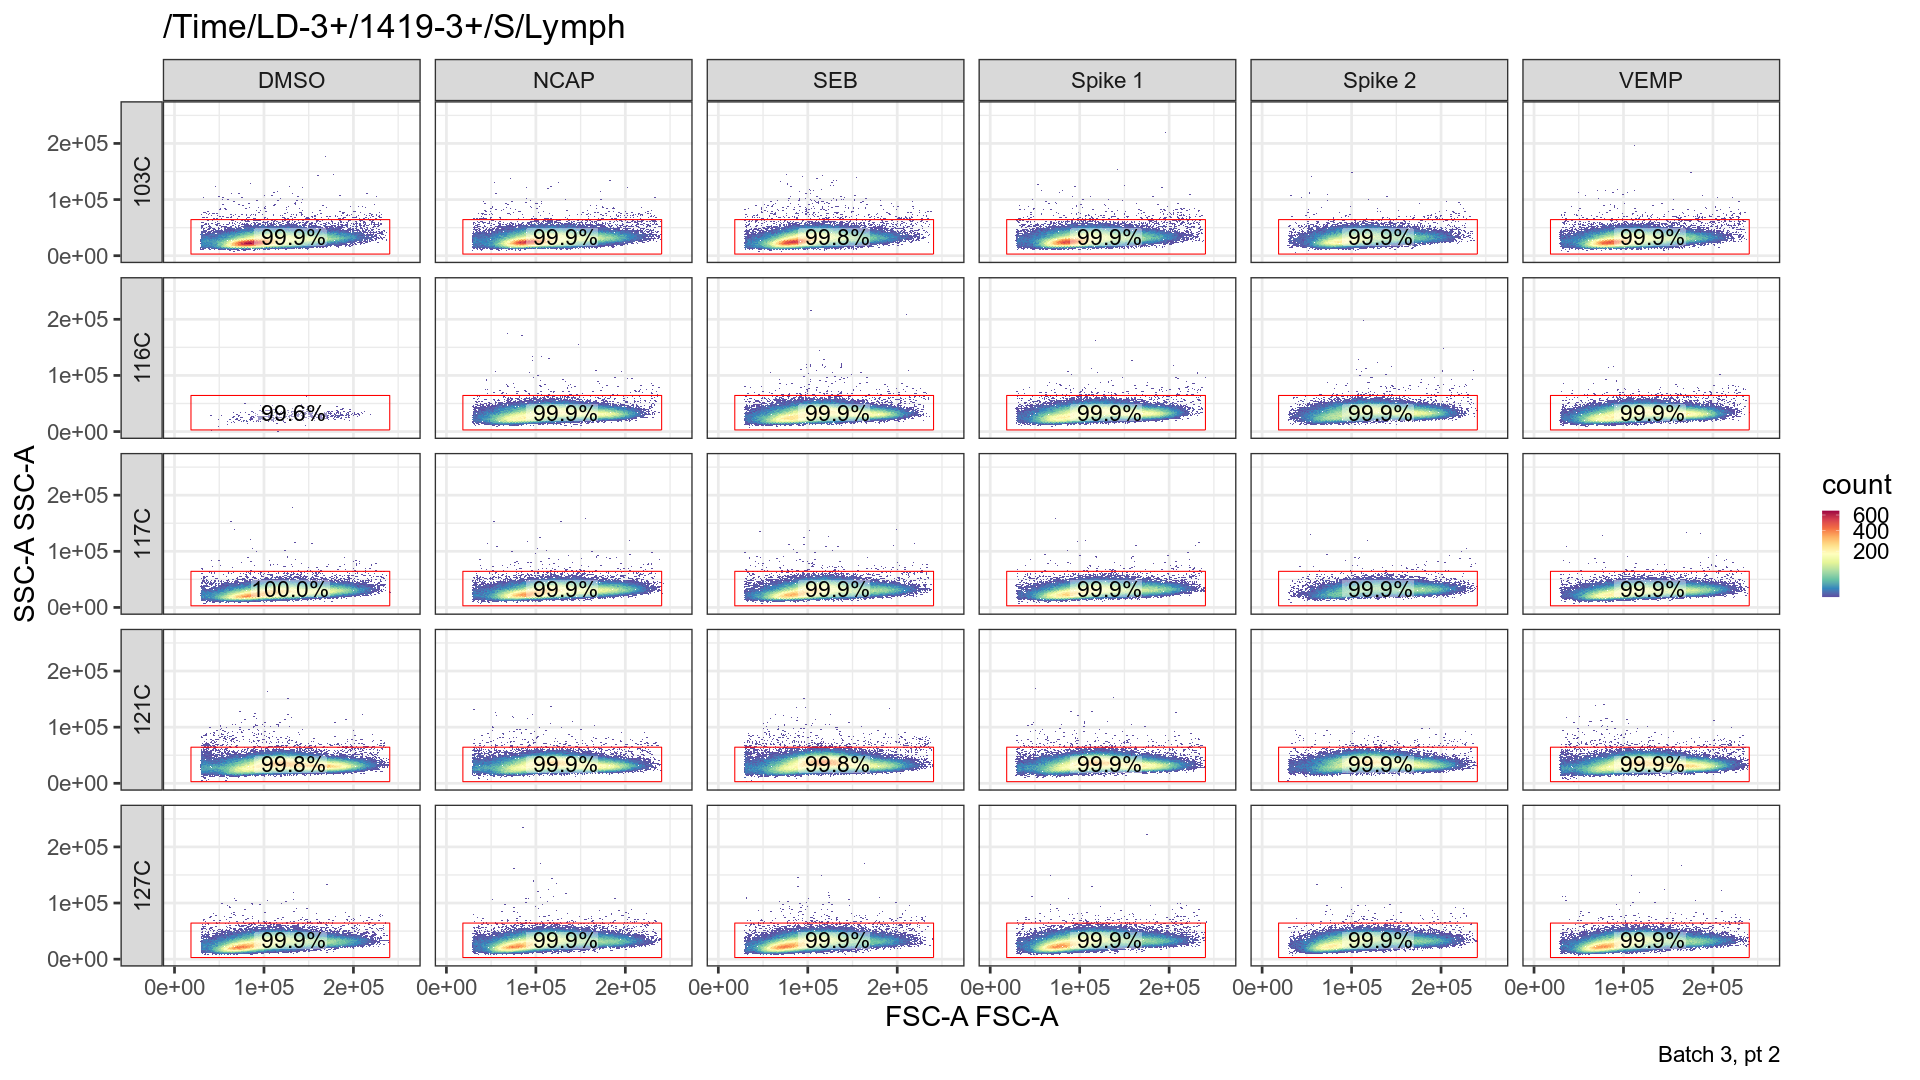 /Time/LD-3+/1419-3+/S/Lymph
DMSO NCAP SEB Spike 1 Spike 2 VEMP
2e+05
1e+05
0e+00
103C
99.9% 99.9% 99.8% 99.9% 99.9% 99.9%
2e+05
1e+05
0e+00
116C
99.6% 99.9% 99.9% 99.9% 99.9% 99.9%
2e+05
1e+05
0e+00
117C
100.0% 99.9% 99.9% 99.9% 99.9% 99.9%
2e+05
1e+05
0e+00
121C
99.8% 99.9% 99.8% 99.9% 99.9% 99.9%
2e+05
1e+05
0e+00
127C
99.9% 99.9% 99.9% 99.9% 99.9% 99.9%
0e+00 1e+05 2e+05 0e+00 1e+05 2e+05 0e+00 1e+05 2e+05 0e+00 1e+05 2e+05 0e+00 1e+05 2e+05 0e+00 1e+05 2e+05
SSC-A SSC-A
FSC-A FSC-A
count
600
400
200
Batch 3, pt 2